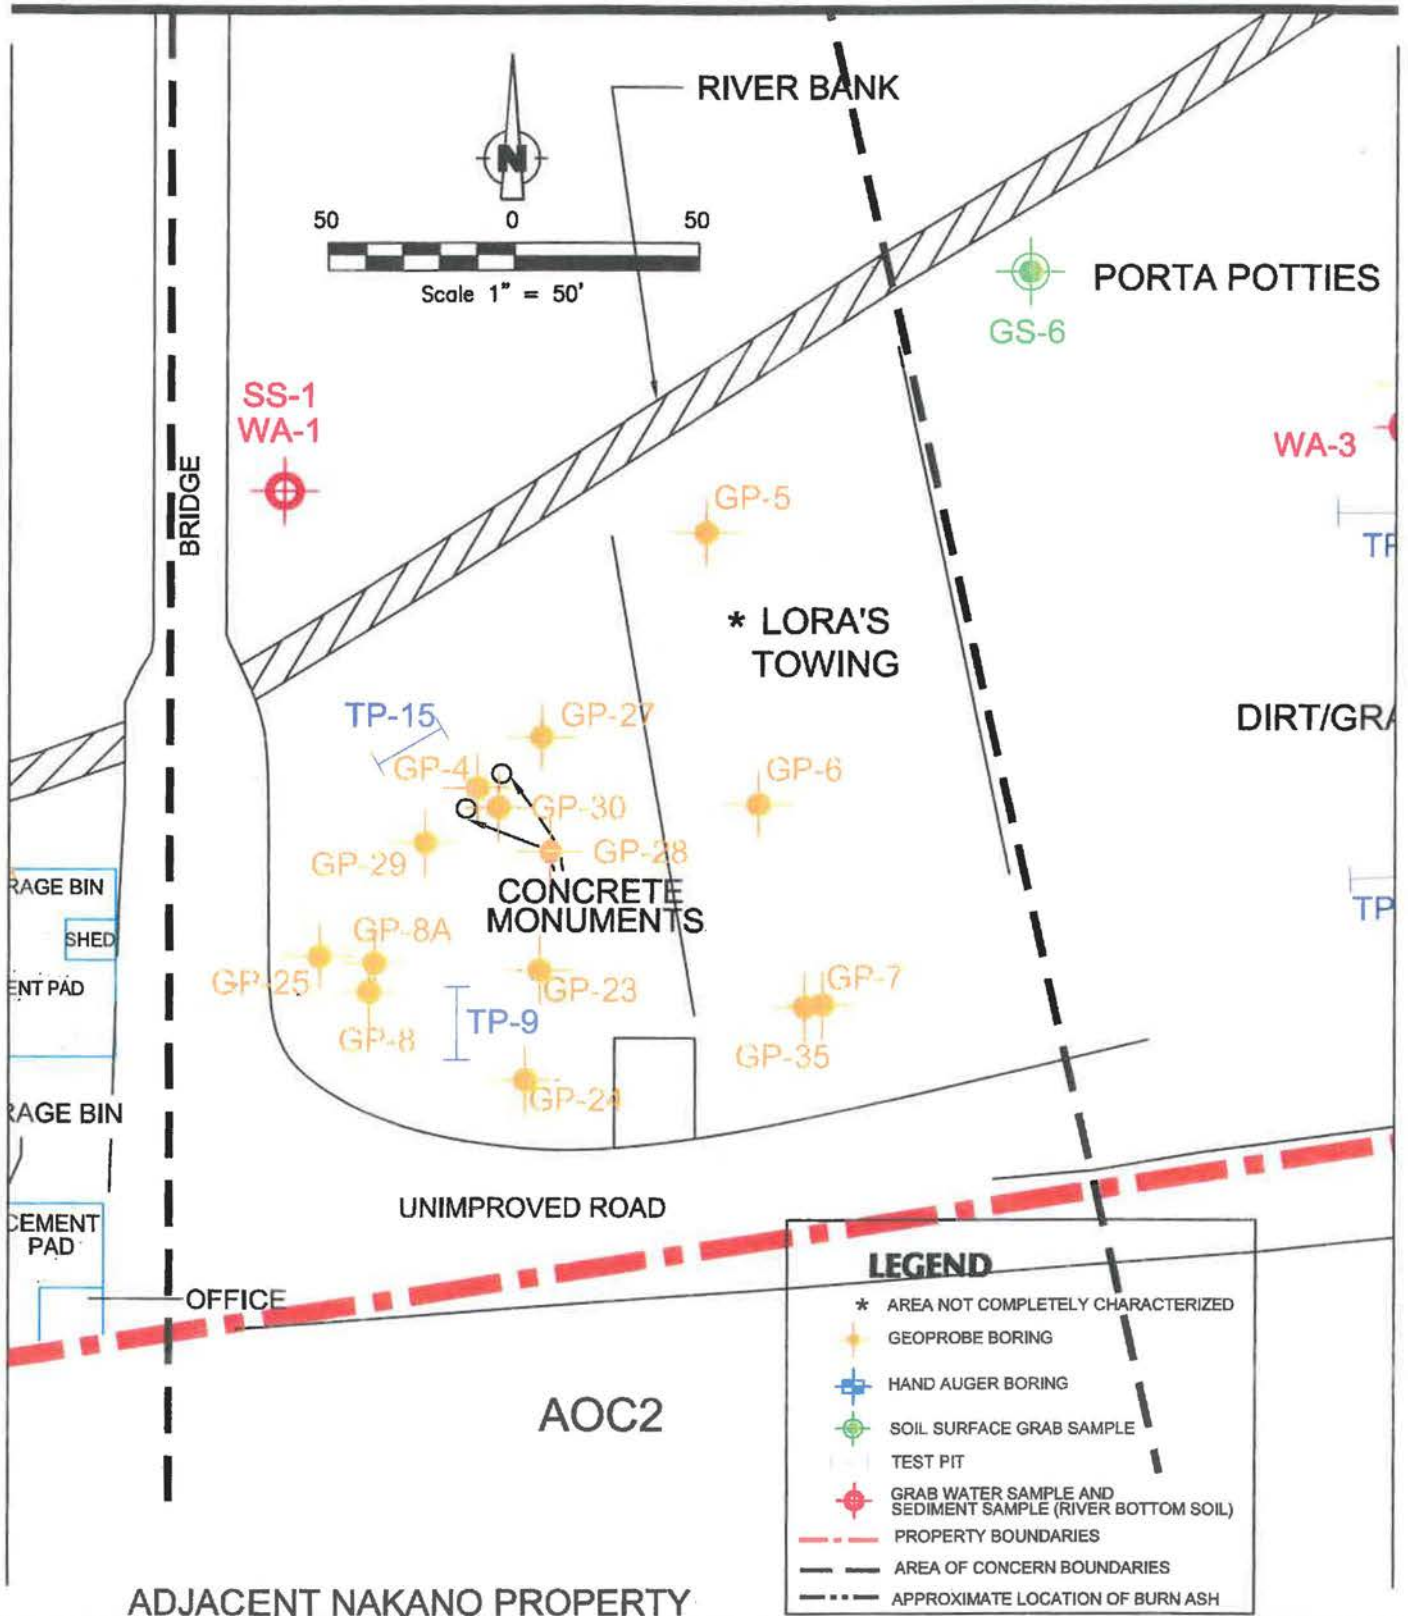 RIVER BANK
N
50 0 50
Scale 1" = 50'
PORTA POTTIES
GS-6
SS-1
WA-1
WA-3
BRIDGE
GP-5
TP
* LORA'S
TOWING
TP-15
GP-27
DIRT/GRA
GP-4
GP-6
GP-30
GP-29
GP-28
CONCRETE
MONUMENTS
RAGE BIN
SHED
ENT PAD
TP
GP-8A
GP-25
GP-23
GP-7
GP-8
TP-9
GP-35
GP-24
RAGE BIN
UNIMPROVED ROAD
CEMENT
PAD
OFFICE
AOC2
LEGEND
* AREA NOT COMPLETELY CHARACTERIZED
GEOPROBE BORING
HAND AUGER BORING
SOIL SURFACE GRAB SAMPLE
TEST PIT
GRAB WATER SAMPLE AND
SEDIMENT SAMPLE (RIVER BOTTOM SOIL)
PROPERTY BOUNDARIES
AREA OF CONCERN BOUNDARIES
APPROXIMATE LOCATION OF BURN ASH
ADJACENT NAKANO PROPERTY